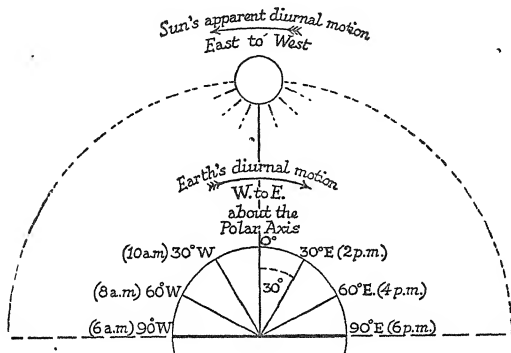 Sun's apparent diurnal motion
East to West
Earth's diurnal motion
W. to E.
about the
Polar Axis
0°
(10 a.m) 30°W
30°E (2 p.m.)
30°
(8 a.m) 60°W
60°E. (4 p.m.)
(6 a.m) 90°W
90°E (6 p.m.)